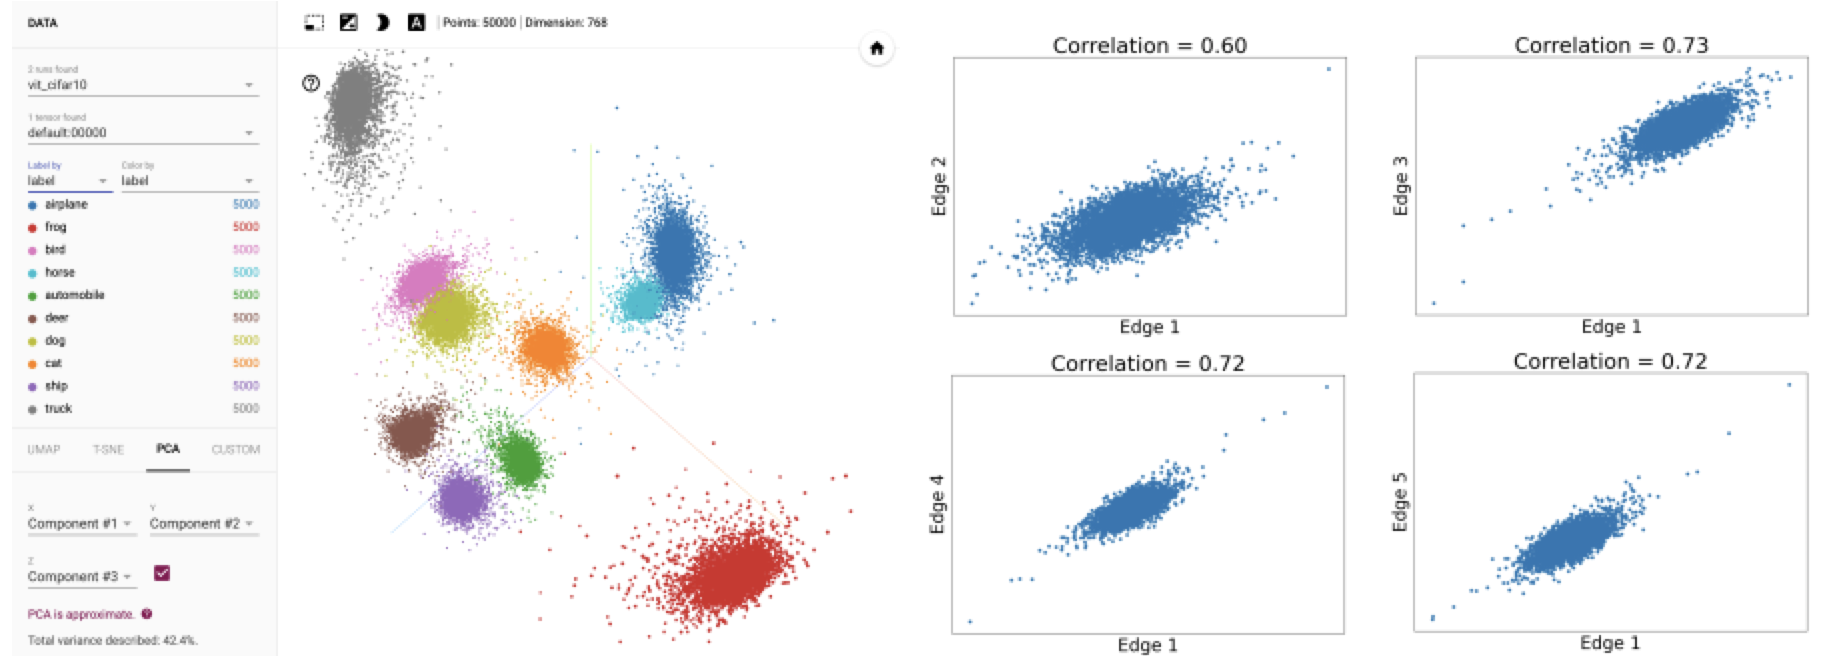 DATA
Points: 50000 | Dimension: 768
2 runs found
vit_cifar10
1 tensor found
default:00000
Label by
Color by
label
label
airplane 5000
frog 5000
bird 5000
horse 5000
automobile 5000
deer 5000
dog 5000
cat 5000
ship 5000
truck 5000
UMAP T-SNE PCA CUSTOM
X
Y
Component #1 Component #2
Z
Component #3
PCA is approximate.
Total variance described: 42.4%.
A
Correlation = 0.60
Edge 2
Edge 1
Correlation = 0.73
Edge 3
Edge 1
Correlation = 0.72
Edge 4
Edge 1
Correlation = 0.72
Edge 5
Edge 1